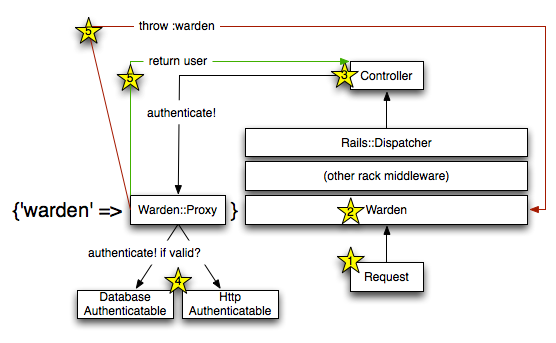 5
throw :warden
return user
5
3
Controller
authenticate!
Rails::Dispatcher
(other rack middleware)
{'warden' => Warden::Proxy }
2
Warden
authenticate! if valid?
1
Request
4
Database
Authenticatable
Http
Authenticatable